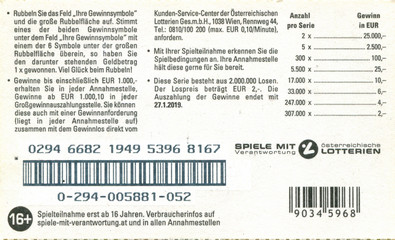 • Rubbeln Sie das Feld „Ihre Gewinnsymbole"
und die große Rubbelfläche auf. Stimmt
eines der beiden Gewinnsymbole
unter dem Feld „Ihre Gewinnsymbole" mit
einem der 6 Symbole unter der großen
Rubbelfläche überein, so haben Sie
den darunter stehenden Geldbetrag
1 x gewonnen. Viel Glück beim Rubbeln!
• Gewinne bis einschließlich EUR 1.000,-
erhalten Sie in jeder Annahmestelle,
Gewinne ab EUR 1.000,10 in jeder
Großgewinnauszahlungsstelle. Sie können
diese auch mit einer Gewinnanforderung
(liegt in jeder Annahmestelle auf)
zusammen mit dem Gewinnlos direkt vom
Kunden-Service-Center der Österreichischen
Lotterien Ges.m.b.H., 1038 Wien, Rennweg 44,
Tel.: 0810/100 200 (max. EUR 0,10/Minute),
anfordern.
• Mit Ihrer Spielteilnahme erkennen Sie die
Spielbedingungen an. Ihre Annahmestelle
hält diese gerne für Sie bereit.
• Diese Serie besteht aus 2.000.000 Losen.
Der Lospreis beträgt EUR 2,-. Die
Auszahlung der Gewinne endet mit
27.1.2019.
Anzahl Gewinn
pro Serie in EUR
2 x 25.000,-
5 x 2.500,-
300 x 100,-
5.500 x 25,-
17.000 x 10,-
33.000 x 6,-
247.000 x 4,-
307.000 x 2,-
0294 6682 1949 5396 8167
0-294-005881-052
SPIELE MIT
Verantwortung
österreichische
LOTTERIEN
16+
Spielteilnahme erst ab 16 Jahren. Verbraucherinfos auf
spiele-mit-verantwortung.at und in allen Annahmestellen
9034 5968